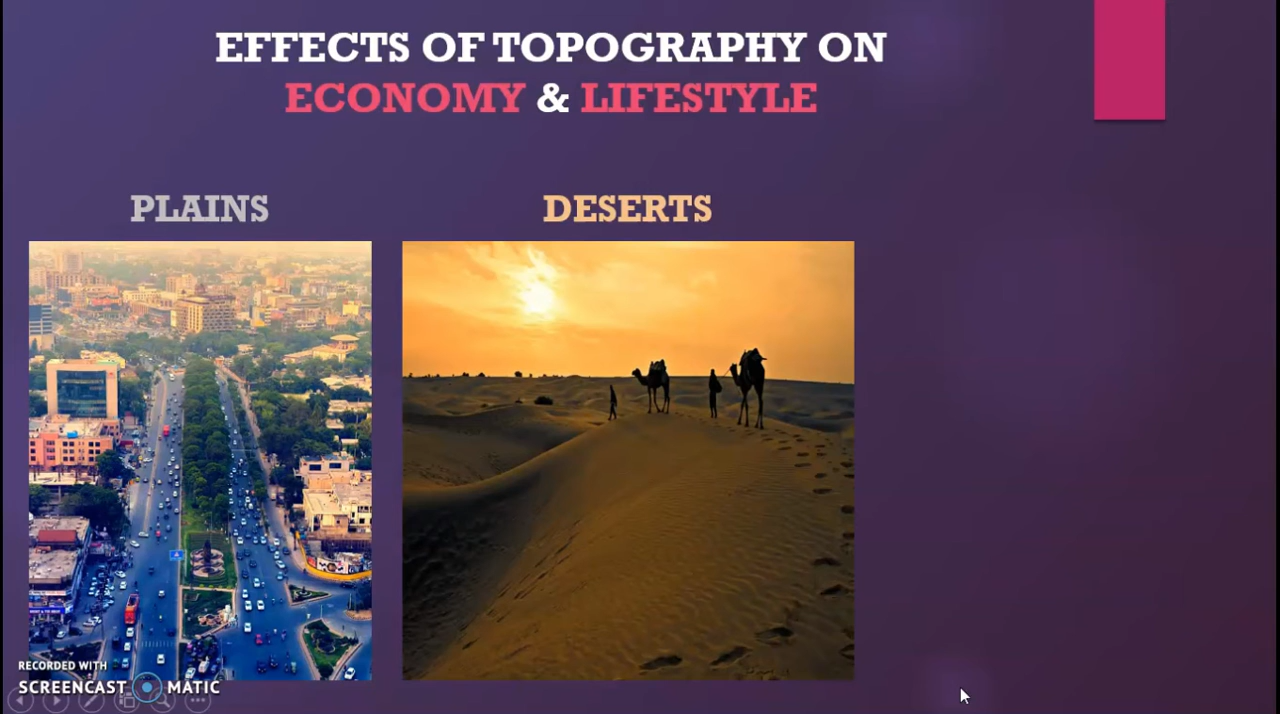 EFFECTS OF TOPOGRAPHY ON
ECONOMY & LIFESTYLE
PLAINS
DESERTS
RECORDED WITH
SCREENCAST MATIC